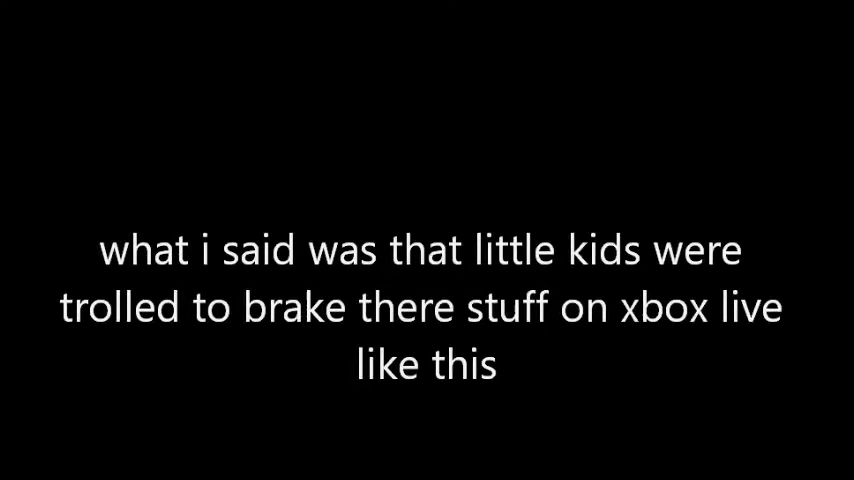 what i said was that little kids were
trolled to brake there stuff on xbox live
like this